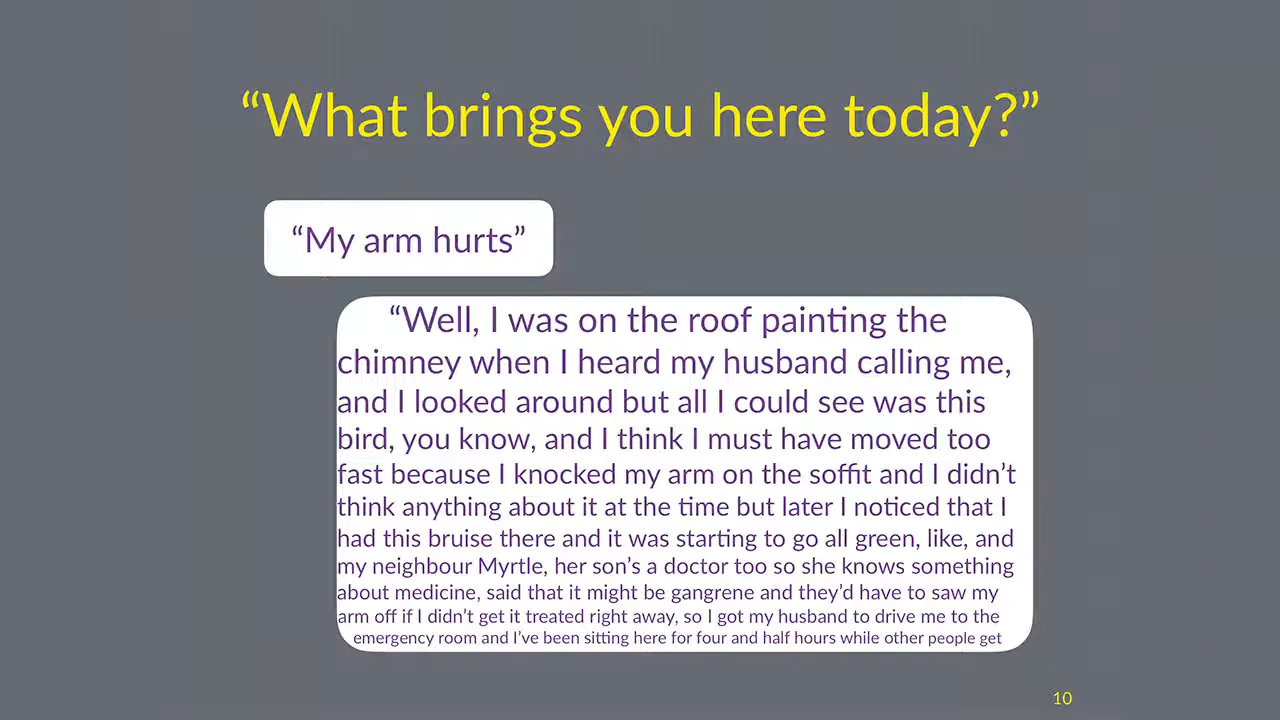 “What brings you here today?”
“My arm hurts”
“Well, I was on the roof painting the
chimney when I heard my husband calling me,
and I looked around but all I could see was this
bird, you know, and I think I must have moved too
fast because I knocked my arm on the soffit and I didn’t
think anything about it at the time but later I noticed that I
had this bruise there and it was starting to go all green, like, and
my neighbour Myrtle, her son’s a doctor too so she knows something
about medicine, said that it might be gangrene and they’d have to saw my
arm off if I didn’t get it treated right away, so I got my husband to drive me to the
emergency room and I’ve been sitting here for four and half hours while other people get
10